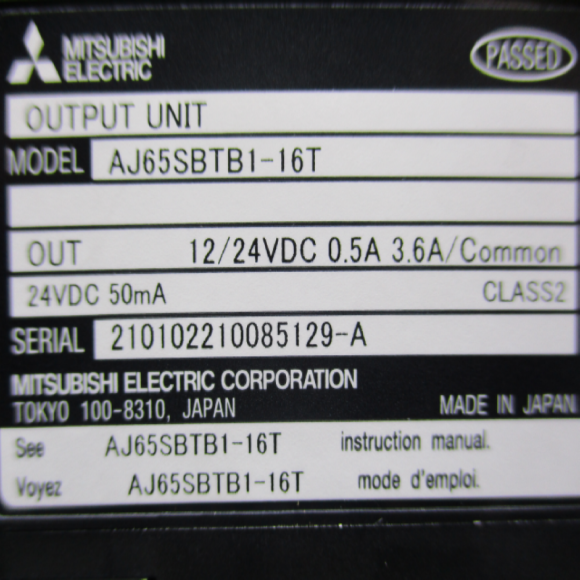 MITSUBISHI
ELECTRIC
PASSED
OUTPUT UNIT
MODEL AJ65SBTB1-16T
OUT 12/24VDC 0.5A 3.6A/Common
24VDC 50mA CLASS2
SERIAL 210102210085129-A
MITSUBISHI ELECTRIC CORPORATION
TOKYO 100-8310, JAPAN MADE IN JAPAN
See AJ65SBTB1-16T instruction manual.
Voyez AJ65SBTB1-16T mode d'emploi.